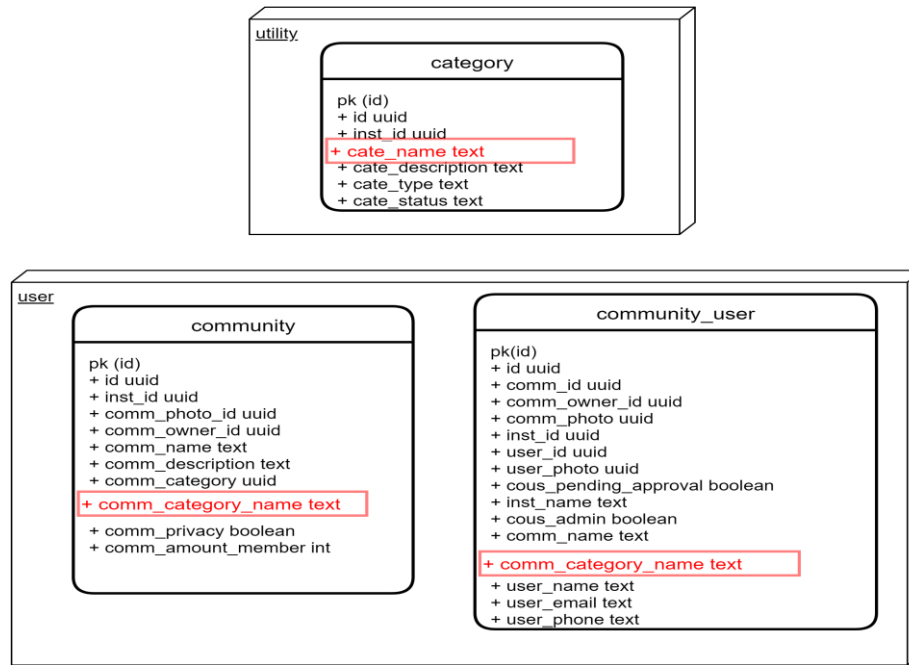 utility
category
pk (id)
+ id uuid
+ inst_id uuid
+ cate_name text
+ cate_description text
+ cate_type text
+ cate_status text
user
community
pk (id)
+ id uuid
+ inst_id uuid
+ comm_photo_id uuid
+ comm_owner_id uuid
+ comm_name text
+ comm_description text
+ comm_category uuid
+ comm_category_name text
+ comm_privacy boolean
+ comm_amount_member int
community_user
pk(id)
+ id uuid
+ comm_id uuid
+ comm_owner_id uuid
+ comm_photo uuid
+ inst_id uuid
+ user_id uuid
+ user_photo uuid
+ cous_pending_approval boolean
+ inst_name text
+ cous_admin boolean
+ comm_name text
+ comm_category_name text
+ user_name text
+ user_email text
+ user_phone text